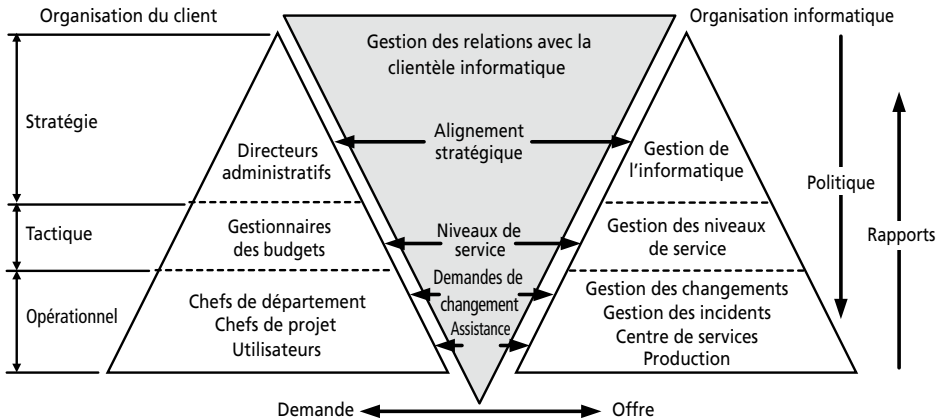 Organisation du client
Organisation informatique
Gestion des relations avec la
clientèle informatique
Stratégie
Alignement
stratégique
Directeurs
administratifs
Gestion de
l'informatique
Politique
Tactique
Gestionnaires
des budgets
Niveaux de
service
Gestion des niveaux
de service
Rapports
Demandes de
changement
Assistance
Opérationnel
Chefs de département
Chefs de projet
Utilisateurs
Gestion des changements
Gestion des incidents
Centre de services
Production
Demande
Offre